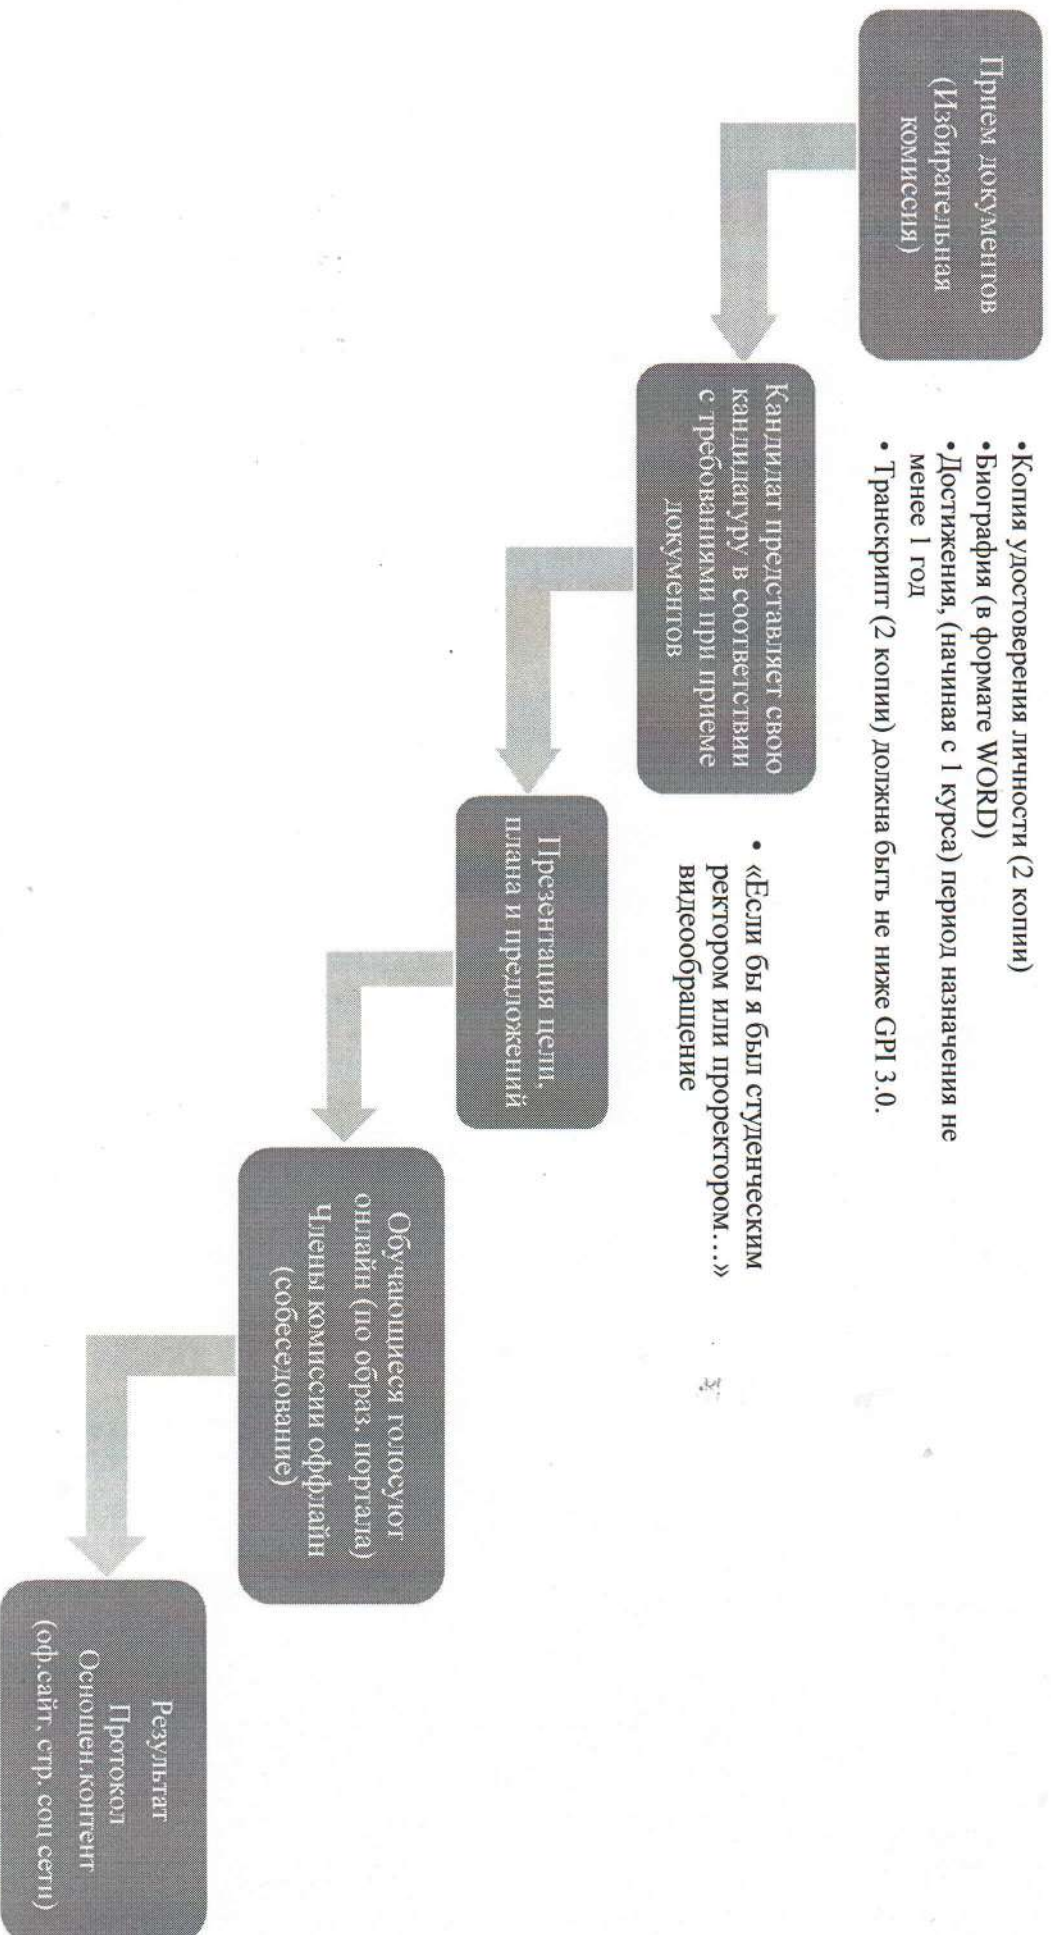 Прием документов
(Избирательная
комиссия)
•Копия удостоверения личности (2 копии)
•Биография (в формате WORD)
•Достижения, (начиная с 1 курса) период назначения не
менее 1 год
• Транскрипт (2 копии) должна быть не ниже GPI 3.0.
Кандидат представляет свою
кандидатуру в соответствии
с требованиями при приеме
документов
• «Если бы я был студенческим
ректором или проректором…»
видеообращение
Презентация цели,
плана и предложений
Обучающиеся голосуют
онлайн (по образ. портала)
Члены комиссии оффлайн
(собеседование)
Результат
Протокол
Оснощен.контент
(оф.сайт, стр. соц сети)